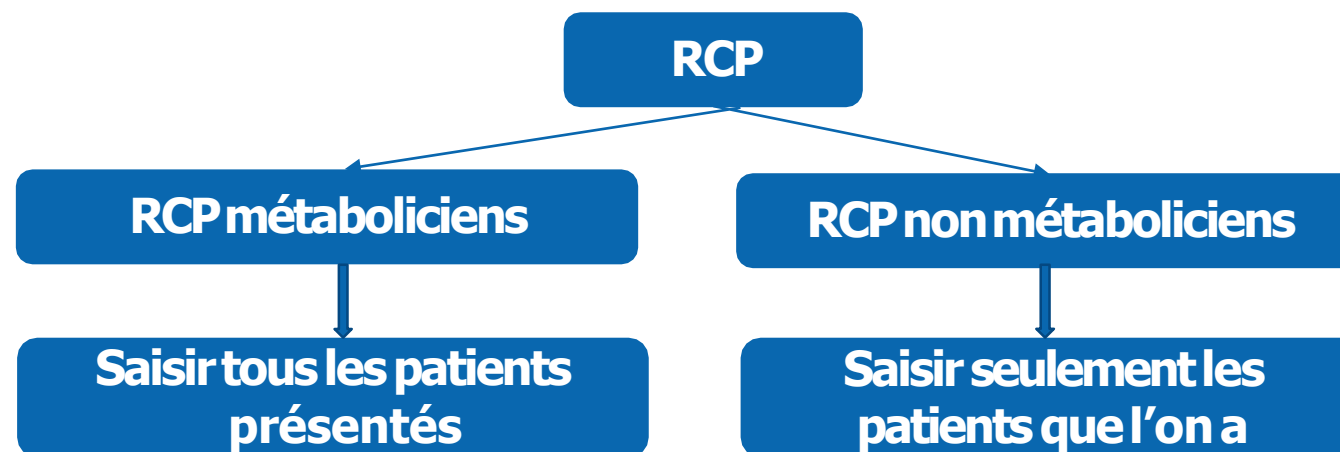 RCP
RCP métaboliciens
RCP non métaboliciens
Saisir tous les patients
présentés
Saisir seulement les
patients que l’on a